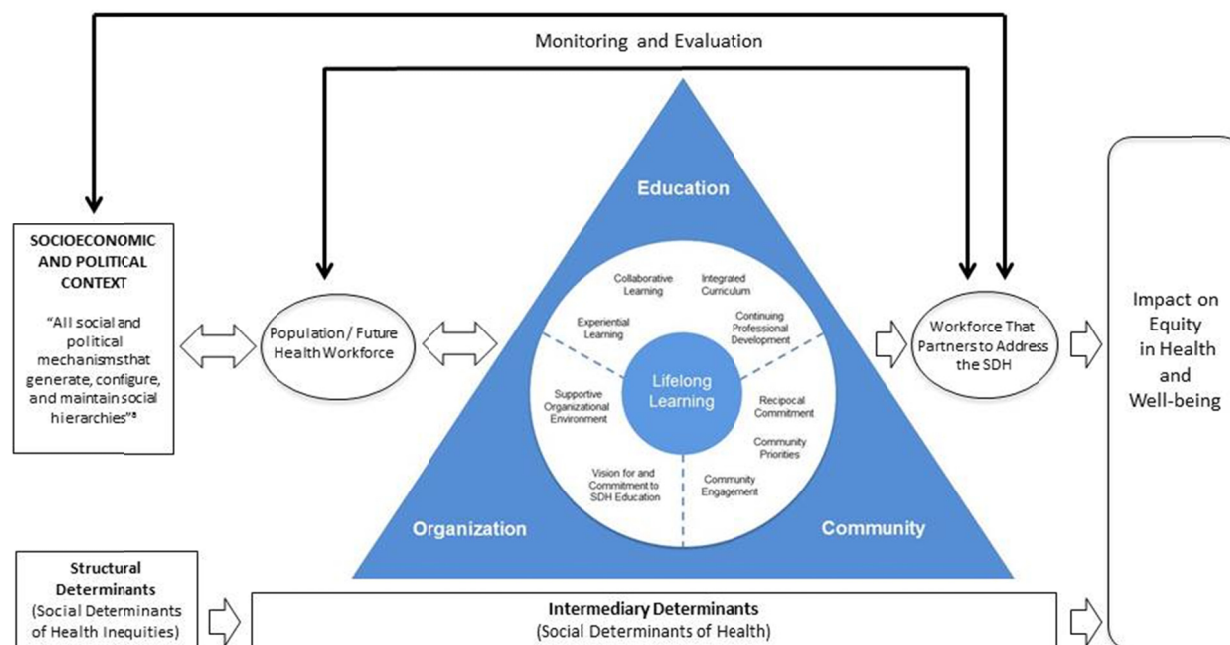 Monitoring and Evaluation
SOCIOECONOMIC
AND POLITICAL
CONTEXT
"All social and
political
mechanismsthat
generate, configure,
and maintain social
hierarchies"ª
Population / Future
Health Workforce
Education
Collaborative
Learning
Integrated
Curriculum
Experiential
Learning
Continuing
Professional
Development
Lifelong
Learning
Supportive
Organizational
Environment
Reciprocal
Commitment
Community
Priorities
Vision for and
Commitment to
SDH Education
Community
Engagement
Organization
Community
Workforce That
Partners to Address
the SDH
Impact on
Equity
in Health
and
Well-being
Structural
Determinants
(Social Determinants
of Health Inequities)
Intermediary Determinants
(Social Determinants of Health)